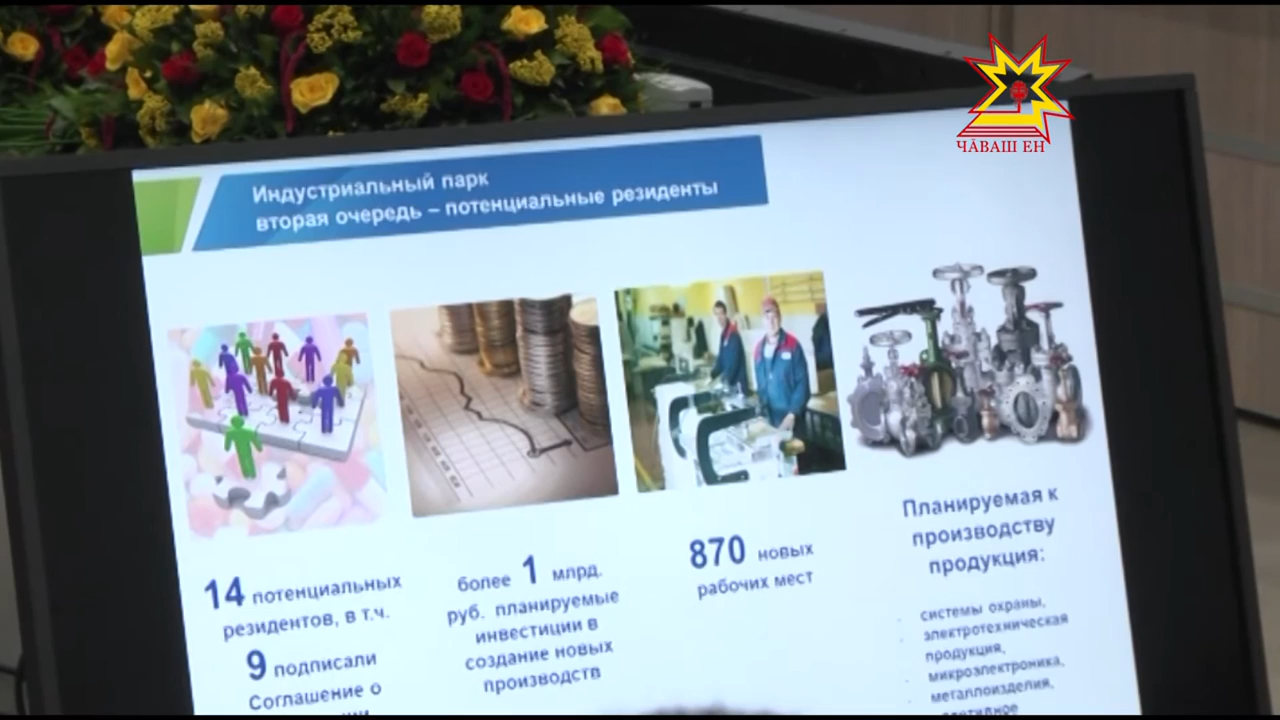 ЧӐВАШ ЕН
Индустриальный парк
вторая очередь – потенциальные резиденты
14 потенциальных
резидентов, в т.ч.
9 подписали
Соглашение о
более 1 млрд.
руб. планируемые
инвестиции в
создание новых
производств
870 новых
рабочих мест
Планируемая к
производству
продукция:
системы охраны,
электротехническая
продукция,
микроэлектроника,
металлоизделия,